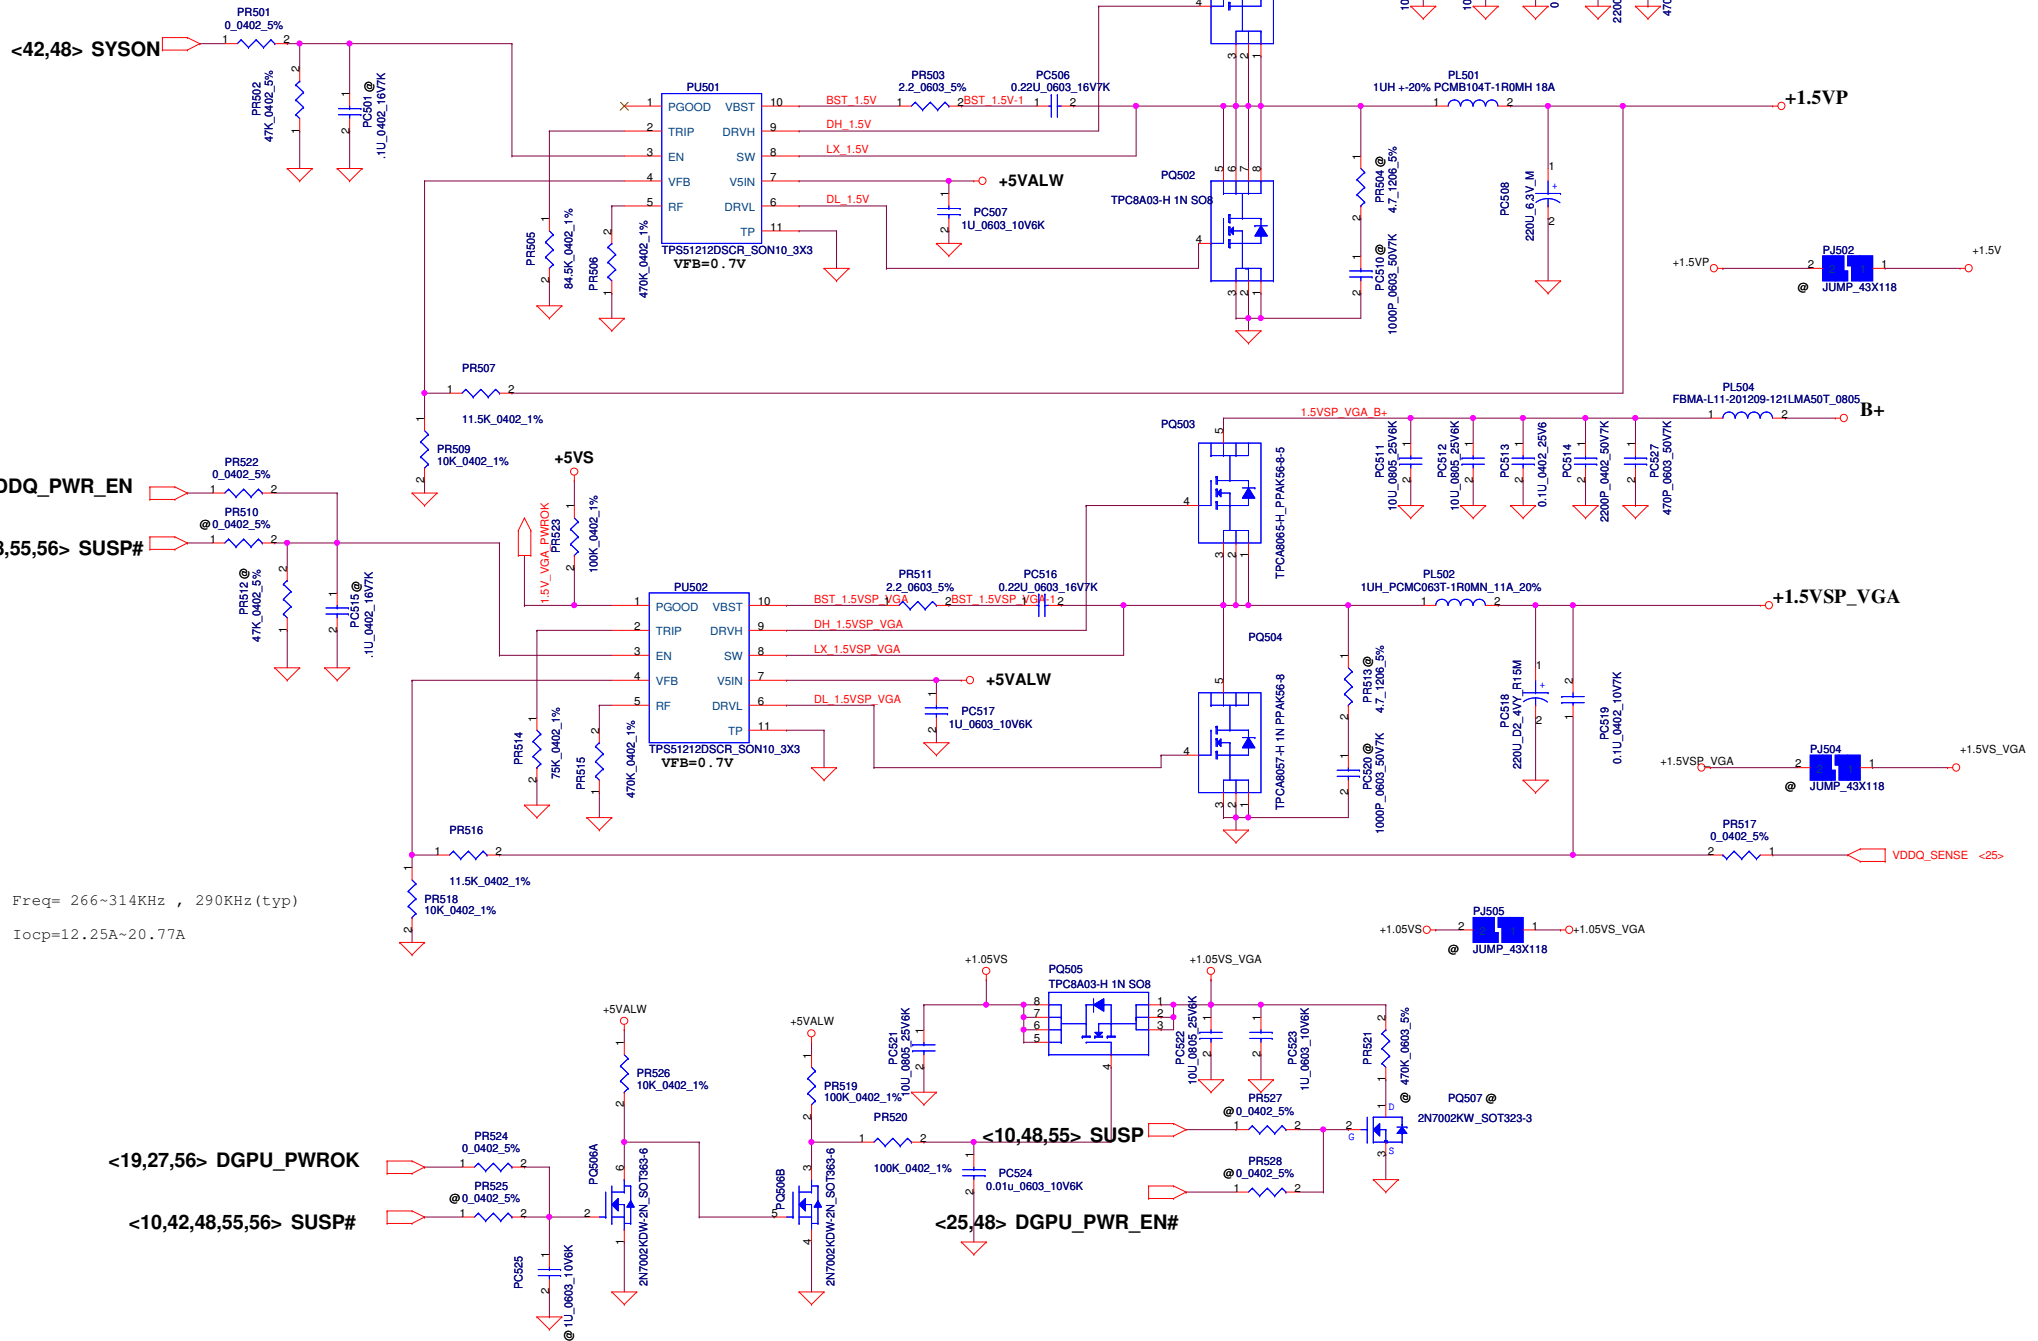 PR501
0_0402_5%
<42,48> SYSON
PR502
47K_0402_5%
PC501 @
.1U_0402_16V7K
PU501
PGOOD
TRIP
EN
VFB
RF
VBST
DRVH
SW
V5IN
DRVL
TP
TPS51212DSCR_SON10_3X3
VFB=0.7V
PR505
84.5K_0402_1%
PR506
470K_0402_1%
BST_1.5V
PR503
2.2_0603_5%
BST_1.5V-1
PC506
0.22U_0603_16V7K
DH_1.5V
LX_1.5V
+5VALW
DL_1.5V
PC507
1U_0603_10V6K
PQ502
TPC8A03-H 1N SO8
PR504 @
4.7_1206_5%
PC510 @
1000P_0603_50V7K
PL501
1UH +-20% PCMB104T-1R0MH 18A
+1.5VP
PC508
220U_6.3V_M
+1.5VP
PJ502
+1.5V
@
JUMP_43X118
PR507
11.5K_0402_1%
PR509
10K_0402_1%
PR522
0_0402_5%
DDQ_PWR_EN
PR510
@ 0_0402_5%
,55,56> SUSP#
PR512 @
47K_0402_5%
PC515 @
.1U_0402_16V7K
+5VS
1.5V_VGA_PWROK
PR523
100K_0402_1%
PU502
PGOOD
TRIP
EN
VFB
RF
VBST
DRVH
SW
V5IN
DRVL
TP
TPS51212DSCR_SON10_3X3
VFB=0.7V
PR514
75K_0402_1%
PR515
470K_0402_1%
BST_1.5VSP_VGA
PR511
2.2_0603_5%
BST_1.5VSP_VGA-1
PC516
0.22U_0603_16V7K
DH_1.5VSP_VGA
LX_1.5VSP_VGA
+5VALW
DL_1.5VSP_VGA
PC517
1U_0603_10V6K
PQ503
TPCA8065-H_PPAK56-8-5
1.5VSP_VGA_B+
PC511
10U_0805_25V6K
PC512
10U_0805_25V6K
PC513
0.1U_0402_25V6
PC514
2200P_0402_50V7K
PC527
470P_0603_50V7K
PL504
FBMA-L11-201209-121LMA50T_0805
B+
PQ504
TPCA8057-H 1N PPAK56-8
PR513 @
4.7_1206_5%
PC520 @
1000P_0603_50V7K
PL502
1UH_PCMC063T-1R0MN_11A_20%
+1.5VSP_VGA
PC518
220U_D2_4VY_R15M
PC519
0.1U_0402_10V7K
+1.5VSP_VGA
PJ504
+1.5VS_VGA
@
JUMP_43X118
PR516
11.5K_0402_1%
PR518
10K_0402_1%
PR517
0_0402_5%
VDDQ_SENSE <25>
Freq= 266~314KHz , 290KHz(typ)
Iocp=12.25A~20.77A
+1.05VS
PJ505
+1.05VS_VGA
@
JUMP_43X118
+1.05VS
PQ505
TPC8A03-H 1N SO8
+1.05VS_VGA
PC521
10U_0805_25V6K
PC522
10U_0805_25V6K
PC523
1U_0603_10V6K
PR521
470K_0603_5%
@
PQ507 @
2N7002KW_SOT323-3
D
G
S
+5VALW
PR526
10K_0402_1%
+5VALW
PR519
100K_0402_1%
PR520
100K_0402_1%
PC524
0.01u_0603_10V6K
PR527
@ 0_0402_5%
<10,48,55> SUSP
PR528
@ 0_0402_5%
<25,48> DGPU_PWR_EN#
PR524
0_0402_5%
<19,27,56> DGPU_PWROK
PR525
@ 0_0402_5%
<10,42,48,55,56> SUSP#
PC525
@ 1U_0603_10V6K
PQ506A
2N7002KDW-2N_SOT363-6
PQ506B
2N7002KDW-2N_SOT363-6